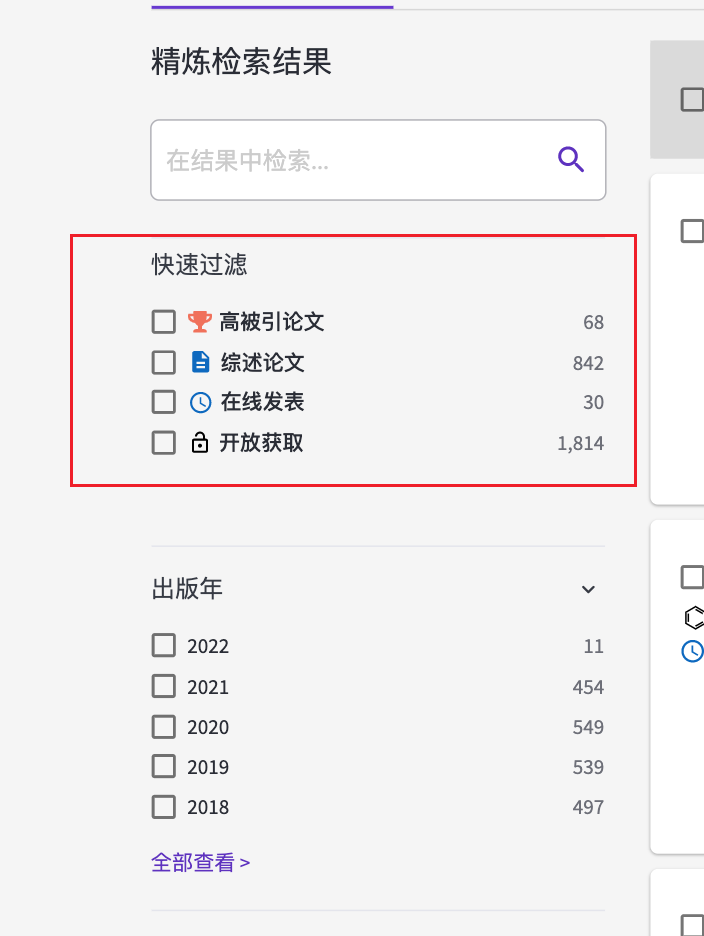 精炼检索结果
在结果中检索...
快速过滤
高被引论文 68
综述论文 842
在线发表 30
开放获取 1,814
出版年
2022 11
2021 454
2020 549
2019 539
2018 497
全部查看 >